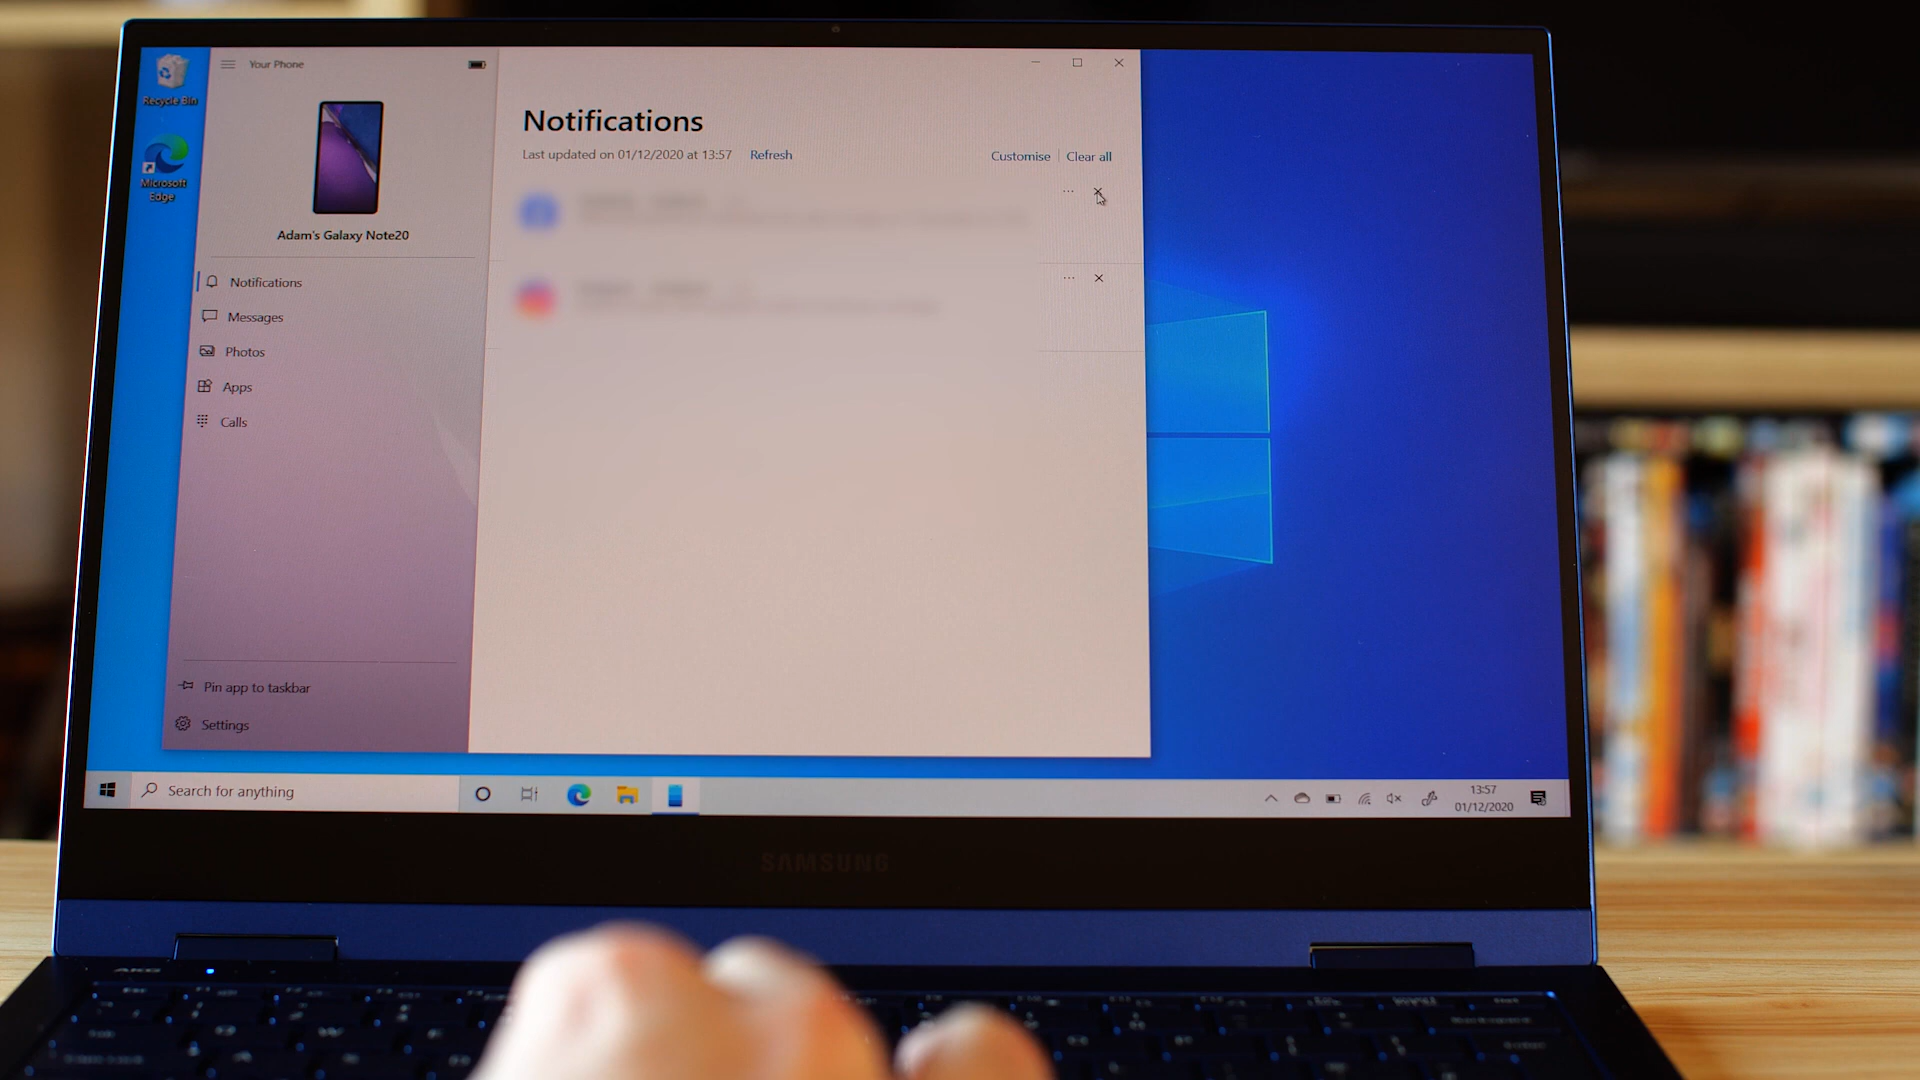 Recycle Bin
Microsoft
Edge
Your Phone
Adam's Galaxy Note20
Notifications
Messages
Photos
Apps
Calls
Pin app to taskbar
Settings
Notifications
Last updated on 01/12/2020 at 13:57
Refresh
Customise
Clear all
Search for anything
13:57
01/12/2020
SAMSUNG
AKG